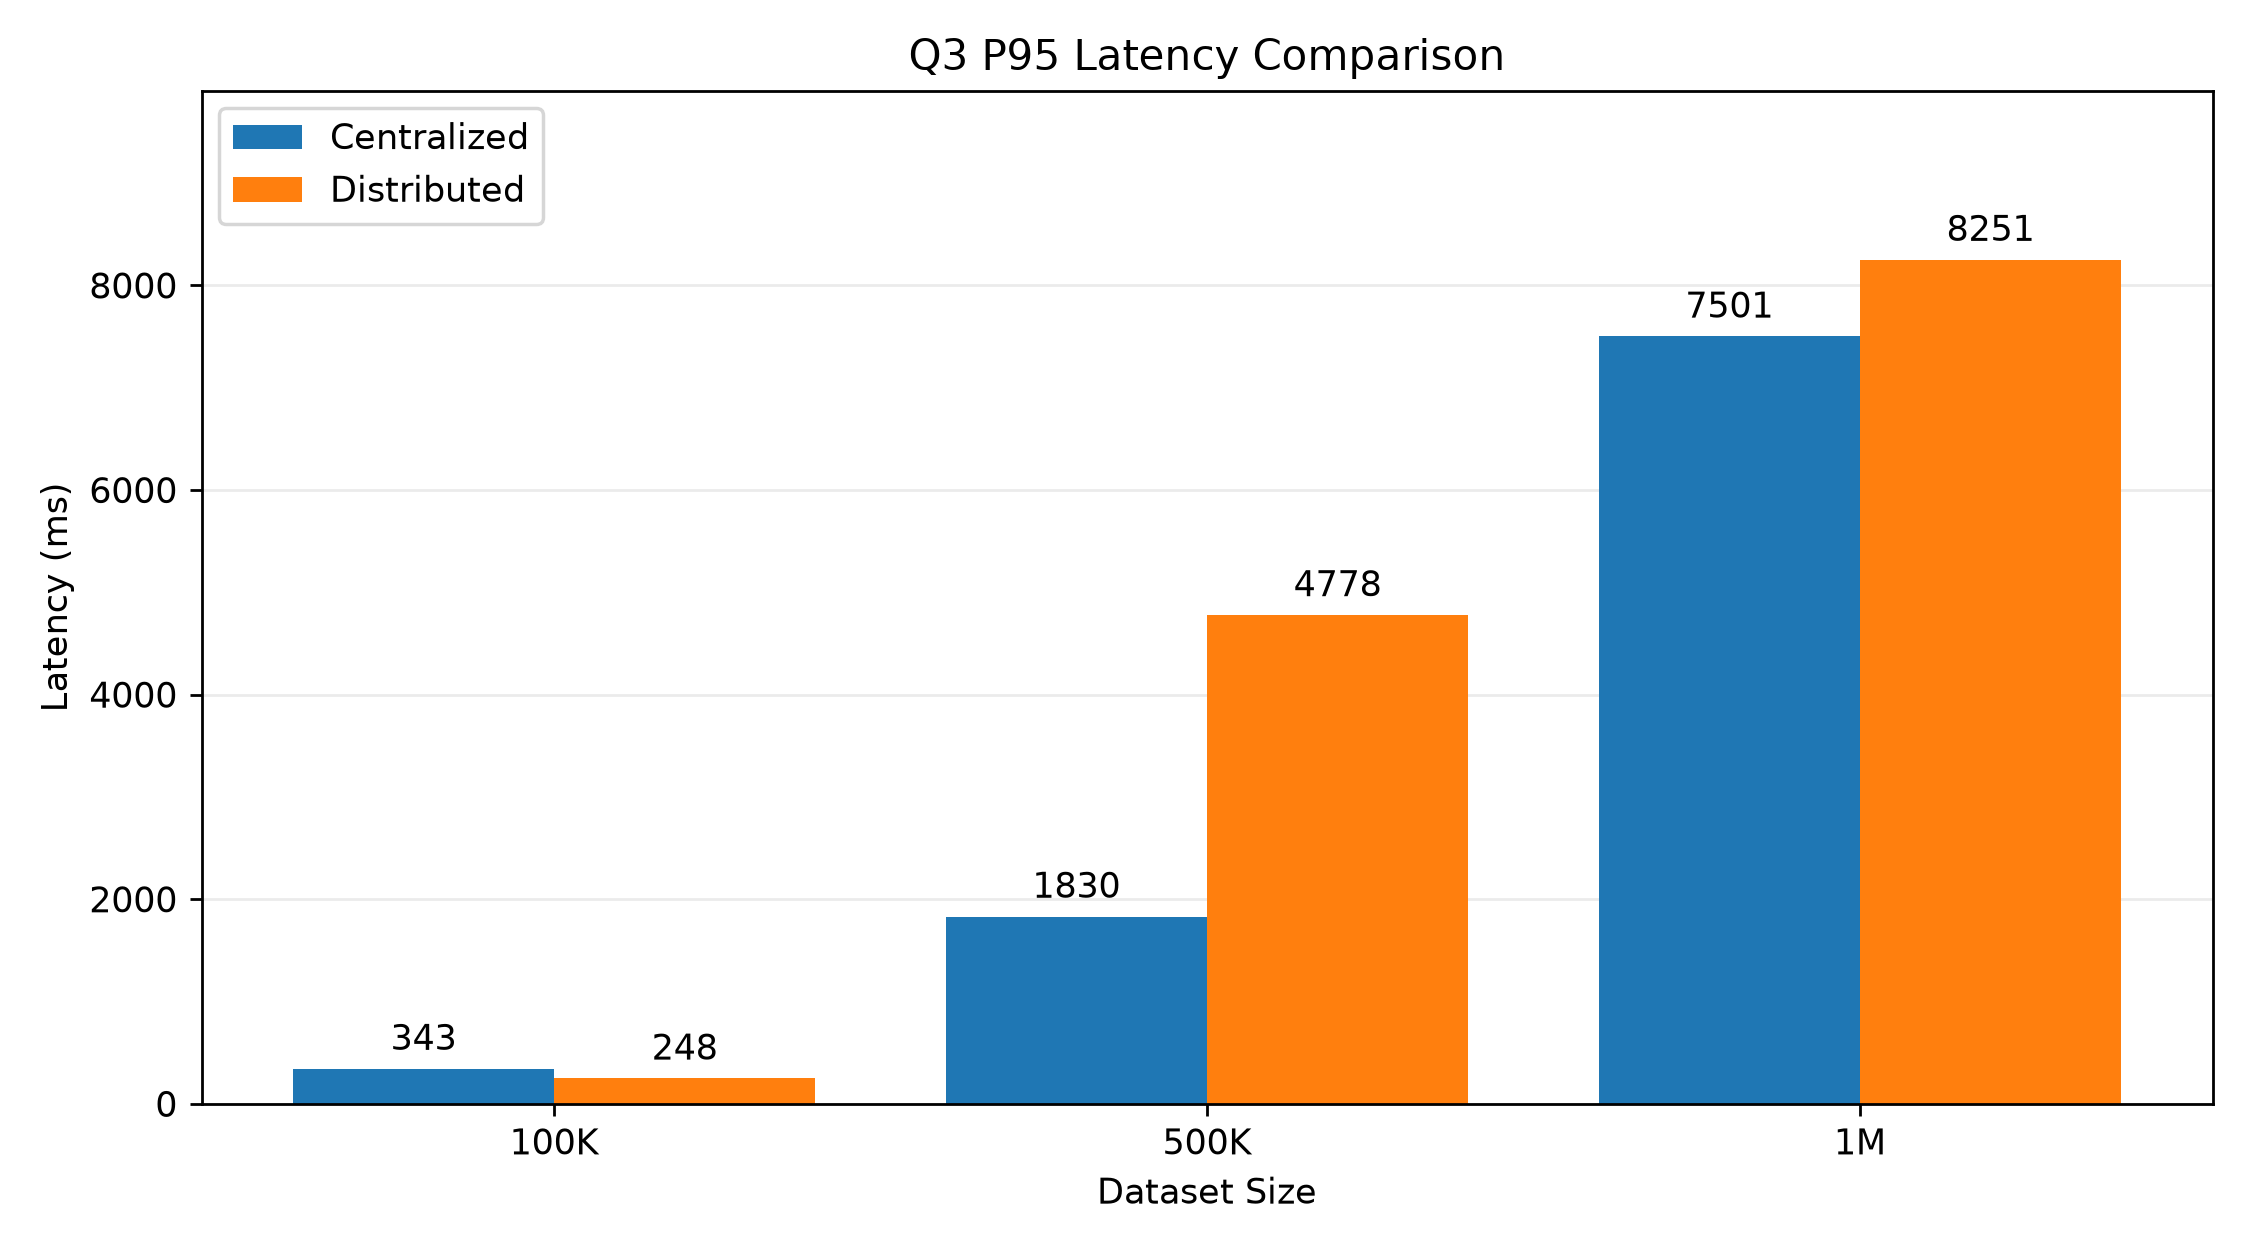 Q3 P95 Latency Comparison
Centralized
Distributed
Latency (ms)
8000
6000
4000
2000
0
343
248
1830
4778
7501
8251
100K
500K
1M
Dataset Size